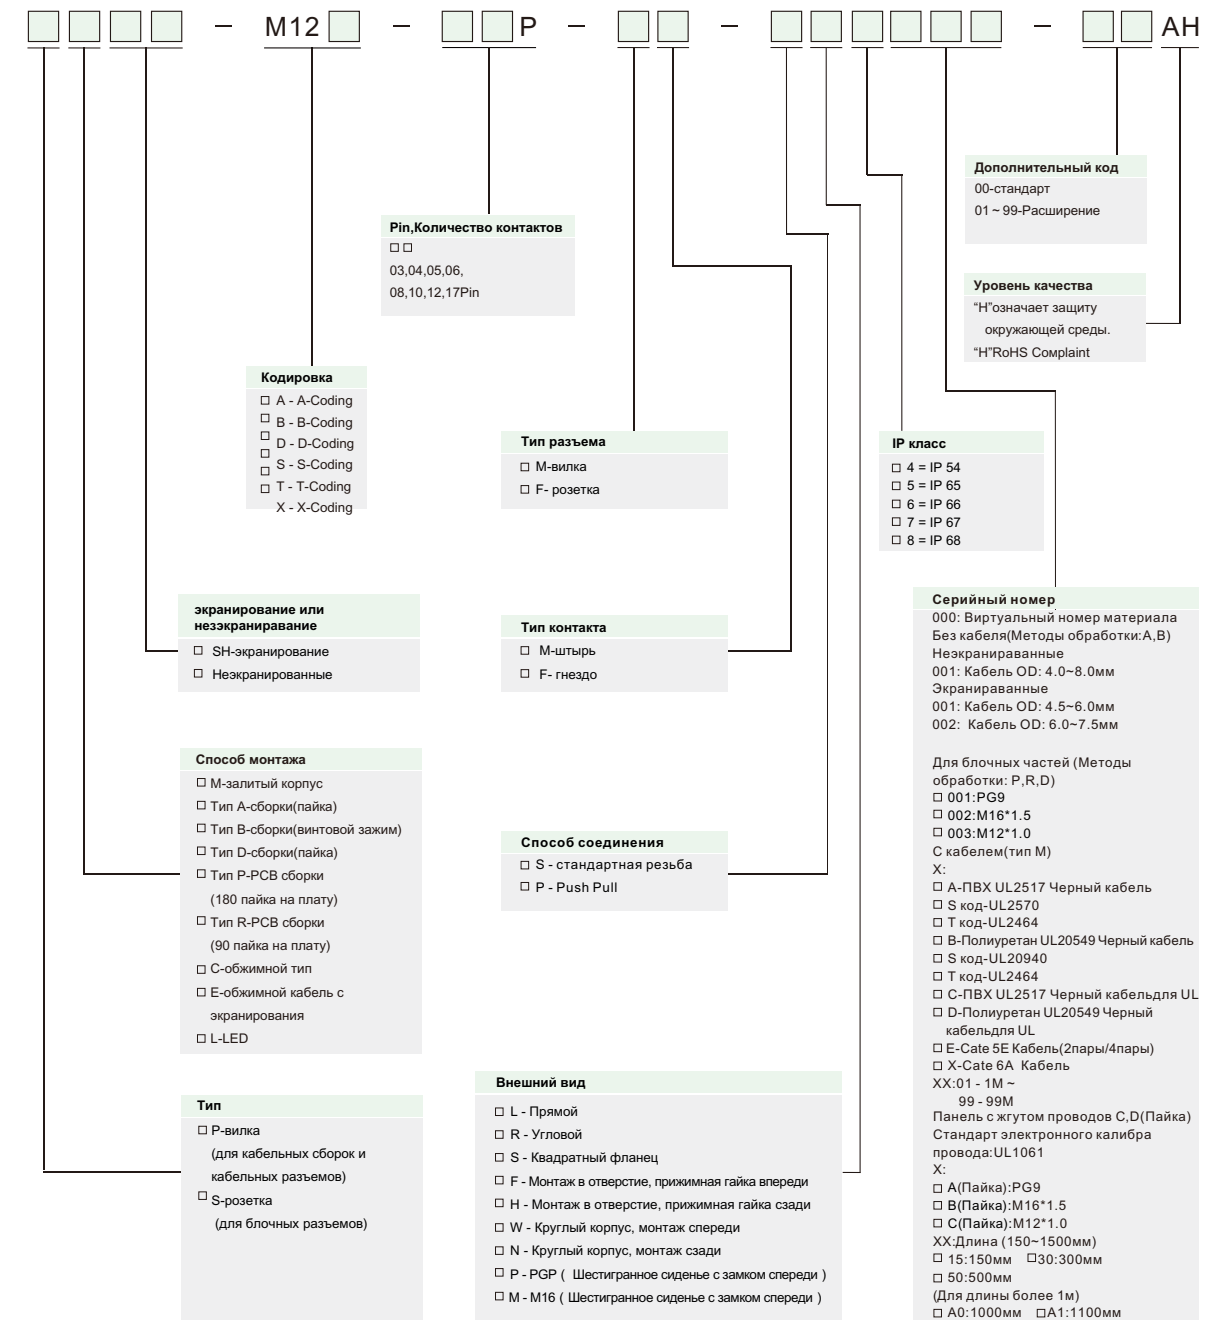 – M12 – P – – – AH
Дополнительный код
00-стандарт
01 ~ 99-Расширение
Pin,Количество контактов
03,04,05,06,
08,10,12,17Pin
Уровень качества
“H”означает защиту
окружающей среды.
“H”RoHS Complaint
Кодировка
A - A-Coding
B - B-Coding
D - D-Coding
S - S-Coding
T - T-Coding
X - X-Coding
Тип разъема
M-вилка
F- розетка
IP класс
4 = IP 54
5 = IP 65
6 = IP 66
7 = IP 67
8 = IP 68
экранирование или
незэкраниравание
SH-экранирование
Неэкранированные
Тип контакта
M-штырь
F- гнездо
Способ монтажа
M-залитый корпус
Тип A-сборки(пайка)
Тип B-сборки(винтовой зажим)
Тип D-сборки(пайка)
Тип P-PCB сборки
(180 пайка на плату)
Тип R-PCB сборки
(90 пайка на плату)
C-обжимной тип
E-обжимной кабель с
экранирования
L-LED
Способ соединения
S - стандартная резьба
P - Push Pull
Тип
P-вилка
(для кабельных сборок и
кабельных разъемов)
S-розетка
(для блочных разъемов)
Внешний вид
L - Прямой
R - Угловой
S - Квадратный фланец
F - Монтаж в отверстие, прижимная гайка впереди
H - Монтаж в отверстие, прижимная гайка сзади
W - Круглый корпус, монтаж спереди
N - Круглый корпус, монтаж сзади
P - PGP ( Шестигранное сиденье с замком спереди )
M - M16 ( Шестигранное сиденье с замком спереди )
Серийный номер
000: Виртуальный номер материала
Без кабеля(Методы обработки:A,B)
Неэкранираванные
001: Кабель OD: 4.0~8.0мм
Экранираванные
001: Кабель OD: 4.5~6.0мм
002: Кабель OD: 6.0~7.5мм
Для блочных частей (Методы
обработки: P,R,D)
001:PG9
002:M16*1.5
003:M12*1.0
С кабелем(тип M)
X:
A-ПВХ UL2517 Черный кабель
S код-UL2570
T код-UL2464
B-Полиуретан UL20549 Черный кабель
S код-UL20940
T код-UL2464
C-ПВХ UL2517 Черный кабельдля UL
D-Полиуретан UL20549 Черный
кабельдля UL
E-Cate 5E Кабель(2пары/4пары)
X-Cate 6A Кабель
XX:01 - 1M ~
99 - 99M
Панель с жгутом проводов C,D(Пайка)
Стандарт электронного калибра
провода:UL1061
X:
A(Пайка):PG9
B(Пайка):M16*1.5
C(Пайка):M12*1.0
XX:Длина (150~1500мм)
15:150мм 30:300мм
50:500мм
(Для длины более 1м)
A0:1000мм A1:1100мм